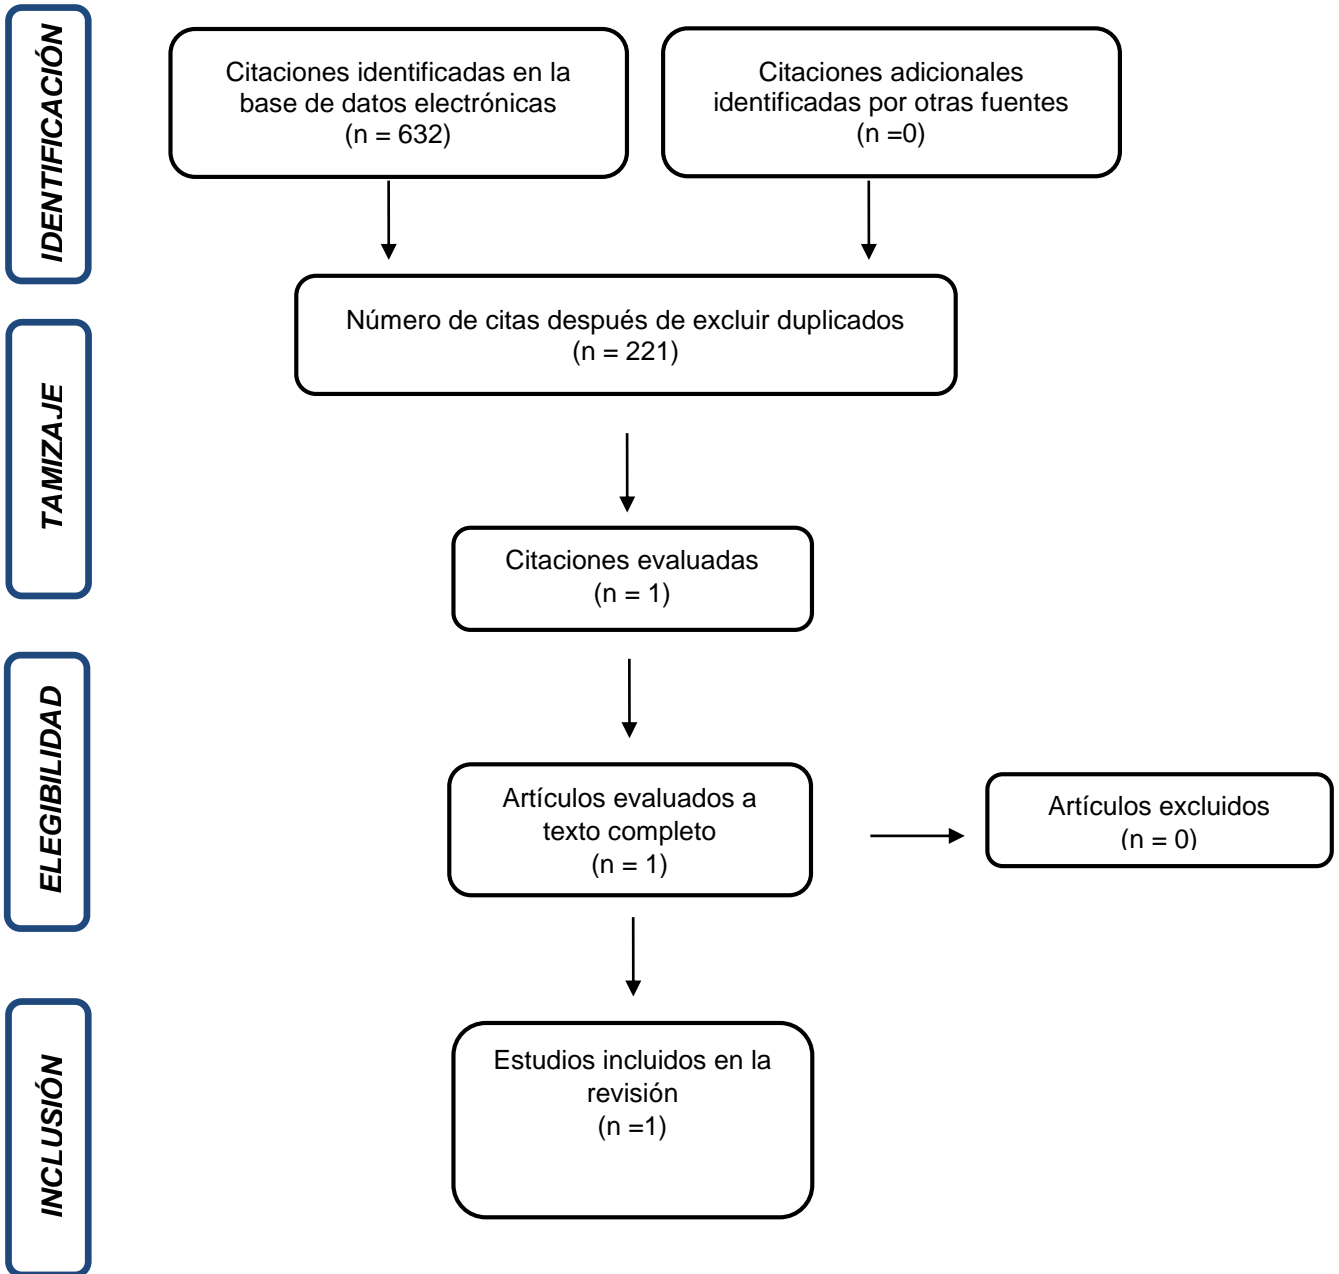 IDENTIFICACIÓN
Citaciones identificadas en la
base de datos electrónicas
(n = 632)
Citaciones adicionales
identificadas por otras fuentes
(n =0)
Número de citas después de excluir duplicados
(n = 221)
TAMIZAJE
Citaciones evaluadas
(n = 1)
ELEGIBILIDAD
Artículos evaluados a
texto completo
(n = 1)
Artículos excluidos
(n = 0)
INCLUSIÓN
Estudios incluidos en la
revisión
(n =1)